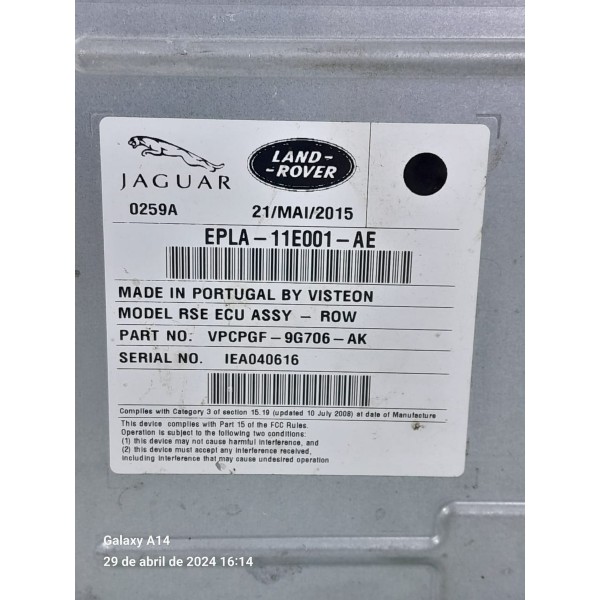 JAGUAR
LAND-
-ROVER
0259A 21/MAI/2015
EPLA-11E001-AE
MADE IN PORTUGAL BY VISTEON
MODEL RSE ECU ASSY - ROW
PART NO. VPCPGF-9G706-AK
SERIAL NO. IEA040616
Complies with Category 3 of section 15.19 (updated 10 July 2008) at date of Manufacture
This device complies with Part 15 of the FCC Rules.
Operation is subject to the following two conditions:
(1) this device may not cause harmful interference, and
(2) this device must accept any interference received,
including interference that may cause undesired operation
Galaxy A14
29 de abril de 2024 16:14